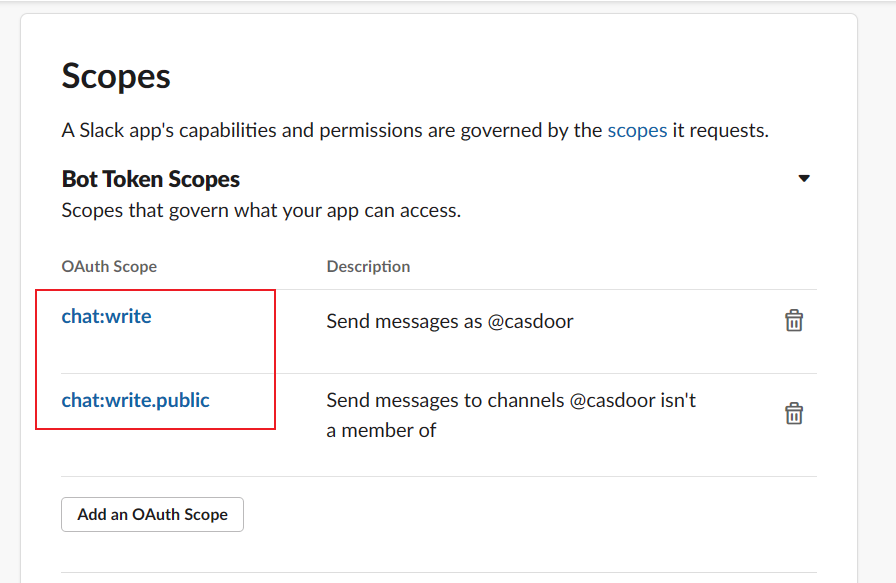 Scopes
A Slack app's capabilities and permissions are governed by the scopes it requests.
Bot Token Scopes
Scopes that govern what your app can access.
OAuth Scope Description
chat:write Send messages as @casdoor
chat:write.public Send messages to channels @casdoor isn't
a member of
Add an OAuth Scope